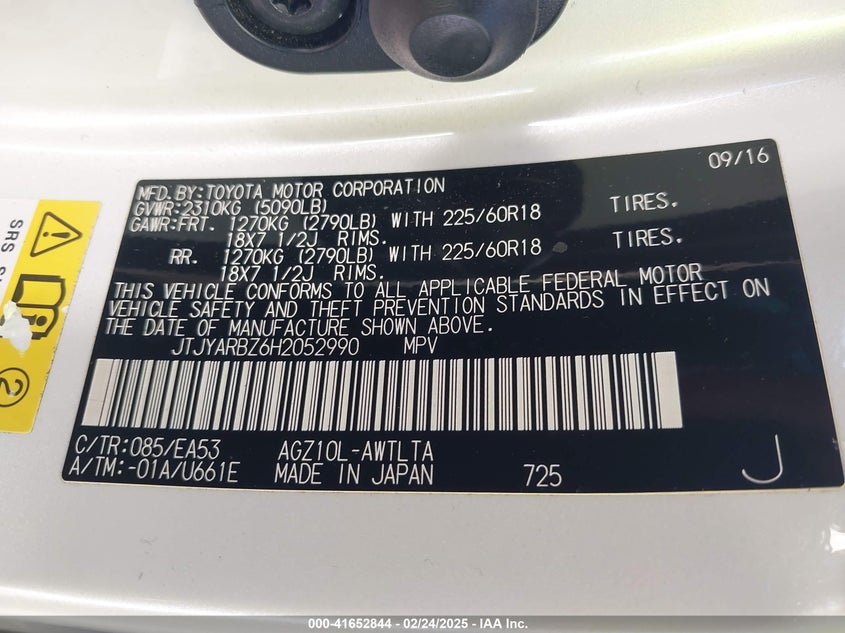 09/16
MFD. BY: TOYOTA MOTOR CORPORATION
GVWR: 2310KG (5090LB)
GAWR: FRT. 1270KG (2790LB) WITH 225/60R18 TIRES.
18X7 1/2J RIMS.
RR. 1270KG (2790LB) WITH 225/60R18 TIRES.
18X7 1/2J RIMS.
THIS VEHICLE CONFORMS TO ALL APPLICABLE FEDERAL MOTOR
VEHICLE SAFETY AND THEFT PREVENTION STANDARDS IN EFFECT ON
THE DATE OF MANUFACTURE SHOWN ABOVE.
JTJYARBZ6H2052990 MPV
C/TR: 085/EA53 AGZ10L-AWTLTA
A/TM: -01A/U661E MADE IN JAPAN 725 J
SRS
2
000-41652844 - 02/24/2025 - IAA Inc.